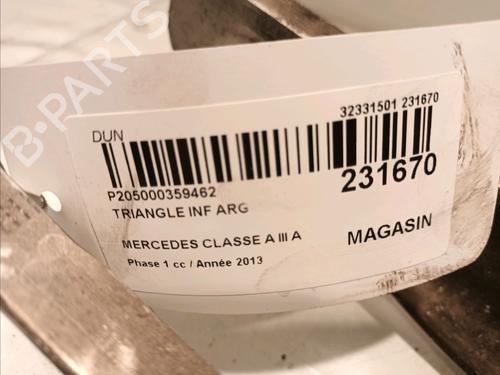 B-PARTS
DUN
32331501 231670
P205000359462
231670
TRIANGLE INF ARG
MERCEDES CLASSE A III A
MAGASIN
Phase 1 cc / Année 2013